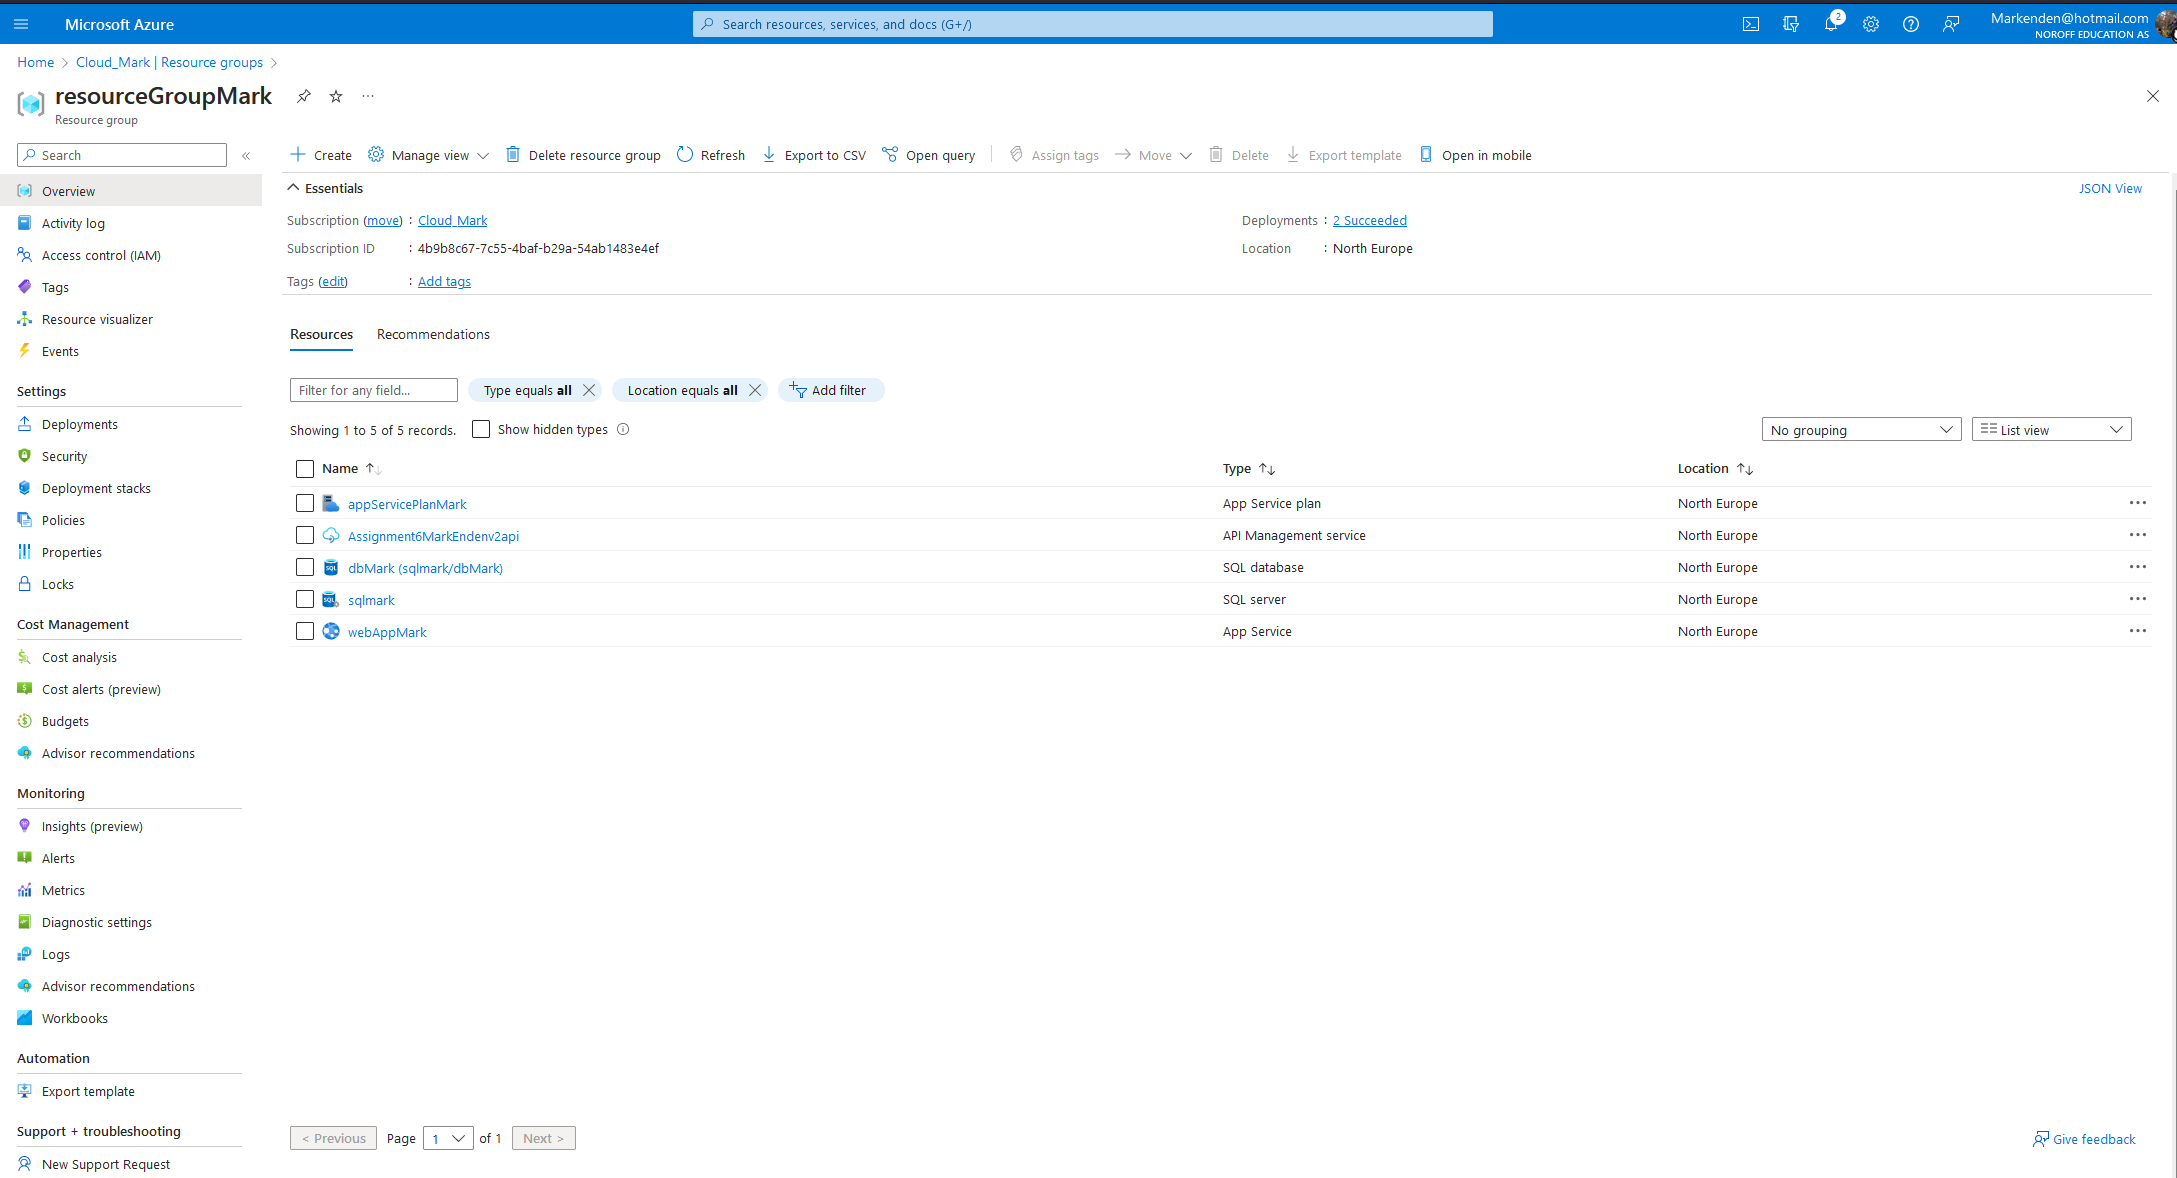 Microsoft Azure
Search resources, services, and docs (G+/)
2
Markenden@hotmail.com
NOROFF EDUCATION AS
Home > Cloud_Mark | Resource groups >
resourceGroupMark
Resource group
Search
Overview
Activity log
Access control (IAM)
Tags
Resource visualizer
Events
Settings
Deployments
Security
Deployment stacks
Policies
Properties
Locks
Cost Management
Cost analysis
Cost alerts (preview)
Budgets
Advisor recommendations
Monitoring
Insights (preview)
Alerts
Metrics
Diagnostic settings
Logs
Advisor recommendations
Workbooks
Automation
Export template
Support + troubleshooting
New Support Request
Create Manage view Delete resource group Refresh Export to CSV Open query Assign tags Move Delete Export template Open in mobile
Essentials JSON View
Subscription (move) : Cloud_Mark Deployments : 2 Succeeded
Subscription ID : 4b9b8c67-7c55-4baf-b29a-54ab1483e4ef Location : North Europe
Tags (edit) : Add tags
Resources Recommendations
Filter for any field... Type equals all Location equals all Add filter
Showing 1 to 5 of 5 records. Show hidden types No grouping List view
Name Type Location
appServicePlanMark App Service plan North Europe
Assignment6MarkEndenv2api API Management service North Europe
dbMark (sqlmark/dbMark) SQL database North Europe
sqlmark SQL server North Europe
webAppMark App Service North Europe
< Previous Page 1 of 1 Next > Give feedback